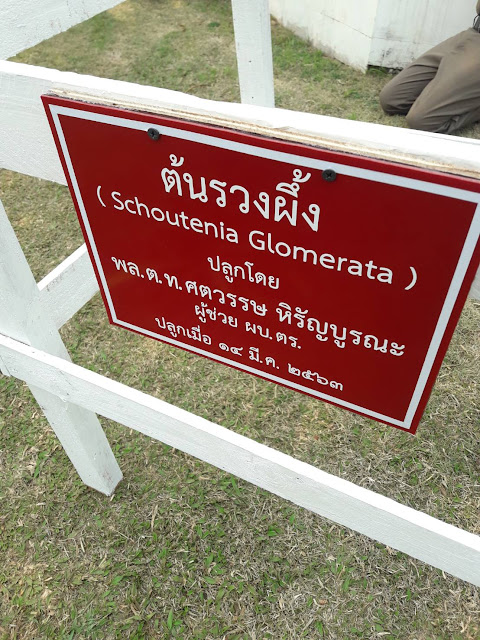 ต้นรวงผึ้ง
( Schoutenia Glomerata )
ปลูกโดย
พล.ต.ท.ศตวรรษ หิรัญบูรณะ
ผู้ช่วย ผบ.ตร.
ปลูกเมื่อ ๑๔ มี.ค. ๒๕๖๓